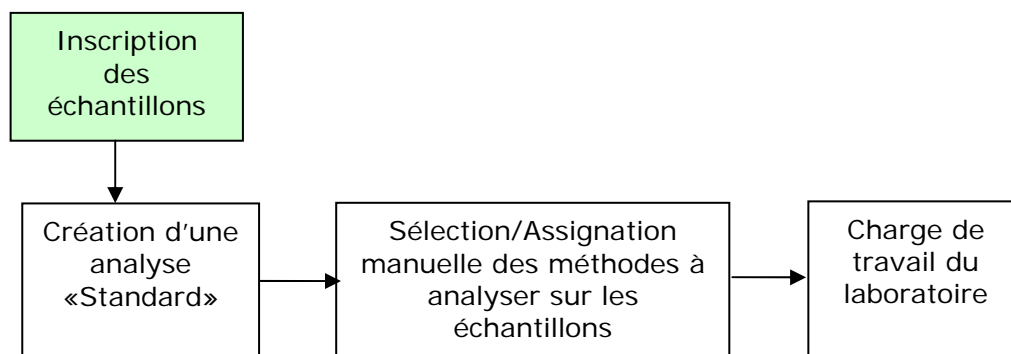 Inscription
des
échantillons
Création d'une
analyse
«Standard»
Sélection/Assignation
manuelle des méthodes à
analyser sur les
échantillons
Charge de
travail du
laboratoire